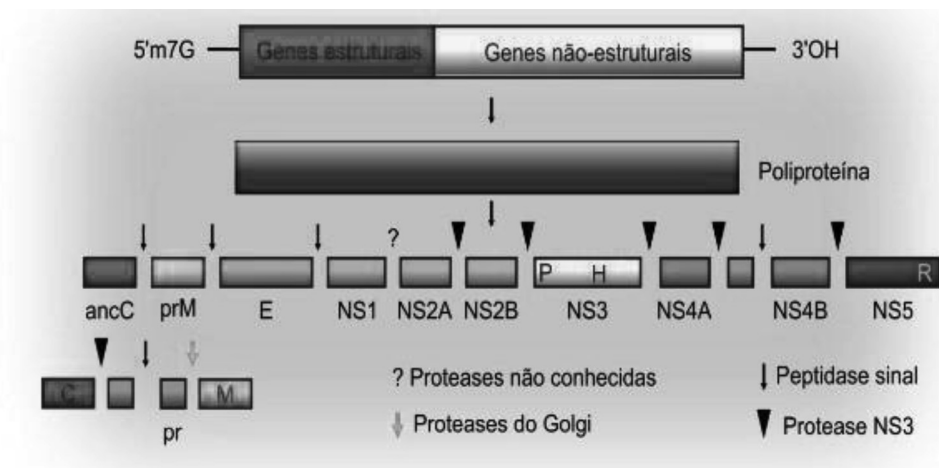 5'm7G Genes estruturais Genes não-estruturais 3'OH
Poliproteína
?
P H R
ancC prM E NS1 NS2A NS2B NS3 NS4A NS4B NS5
C M
pr
? Proteases não conhecidas
Peptidase sinal
Proteases do Golgi
Protease NS3